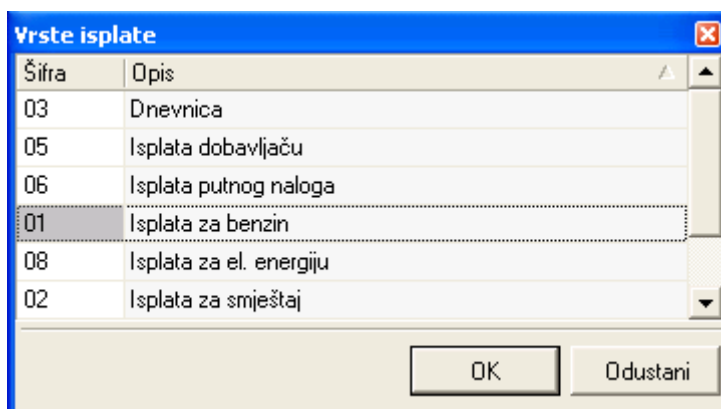 Vrste isplate
Šifra Opis
03 Dnevnica
05 Isplata dobavljaču
06 Isplata putnog naloga
01 Isplata za benzin
08 Isplata za el. energiju
02 Isplata za smještaj
OK Odustani